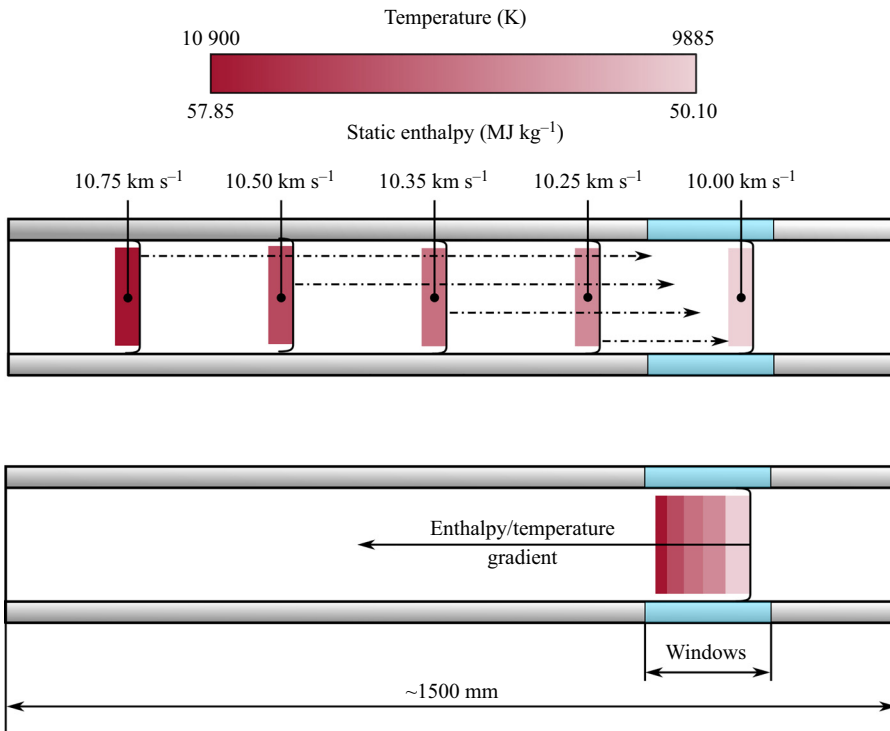 Temperature (K)
10 900 9885
57.85 50.10
Static enthalpy (MJ kg⁻¹)
10.75 km s⁻¹ 10.50 km s⁻¹ 10.35 km s⁻¹ 10.25 km s⁻¹ 10.00 km s⁻¹
Enthalpy/temperature
gradient
Windows
~1500 mm